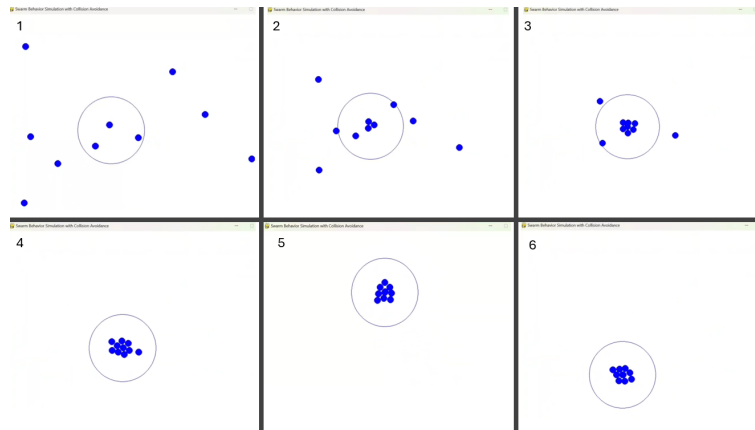 Swarm Behavior Simulation with Collision Avoidance
1
Swarm Behavior Simulation with Collision Avoidance
2
Swarm Behavior Simulation with Collision Avoidance
3
Swarm Behavior Simulation with Collision Avoidance
4
Swarm Behavior Simulation with Collision Avoidance
5
Swarm Behavior Simulation with Collision Avoidance
6